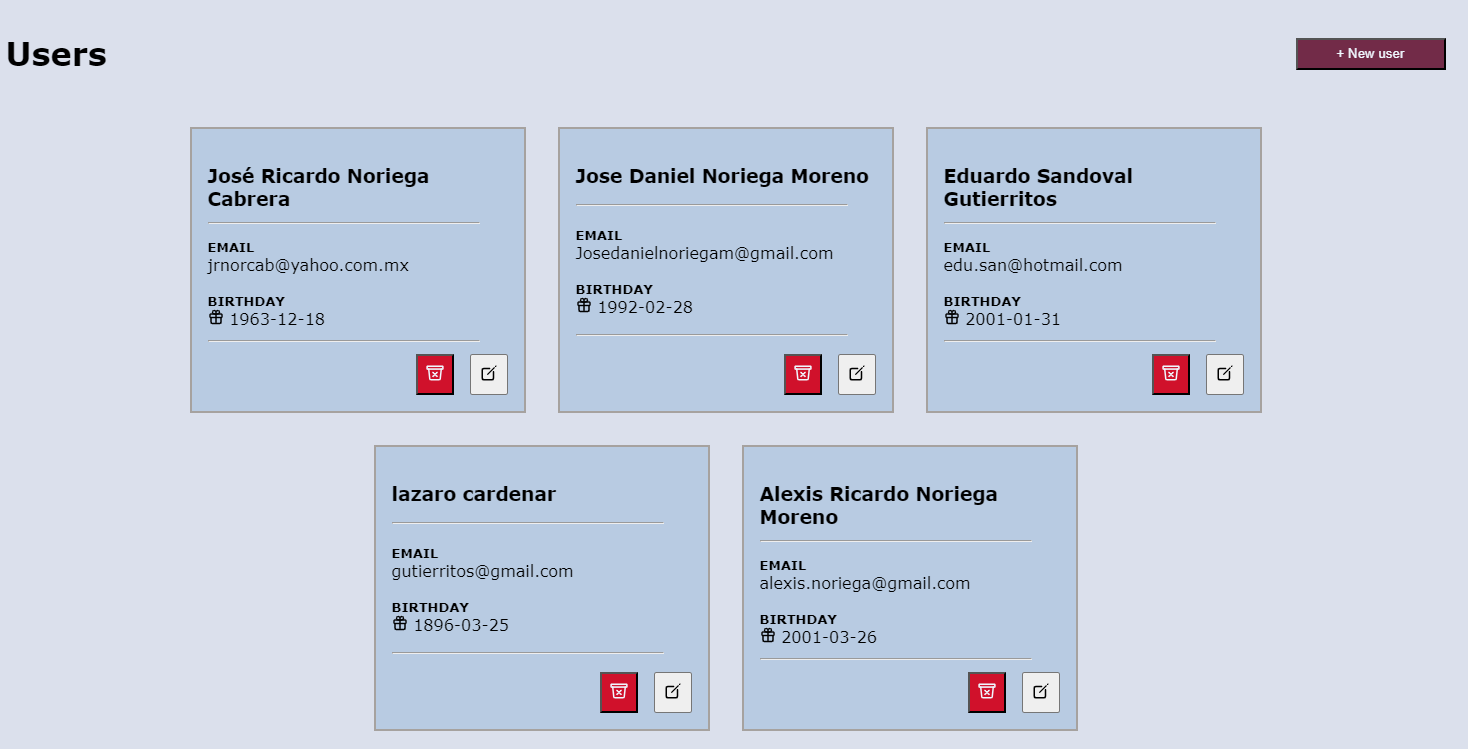 Users
+ New user
José Ricardo Noriega
Cabrera
EMAIL
jrnorcab@yahoo.com.mx
BIRTHDAY
1963-12-18
Jose Daniel Noriega Moreno
EMAIL
Josedanielnoriegam@gmail.com
BIRTHDAY
1992-02-28
Eduardo Sandoval
Gutierritos
EMAIL
edu.san@hotmail.com
BIRTHDAY
2001-01-31
lazaro cardenar
EMAIL
gutierritos@gmail.com
BIRTHDAY
1896-03-25
Alexis Ricardo Noriega
Moreno
EMAIL
alexis.noriega@gmail.com
BIRTHDAY
2001-03-26